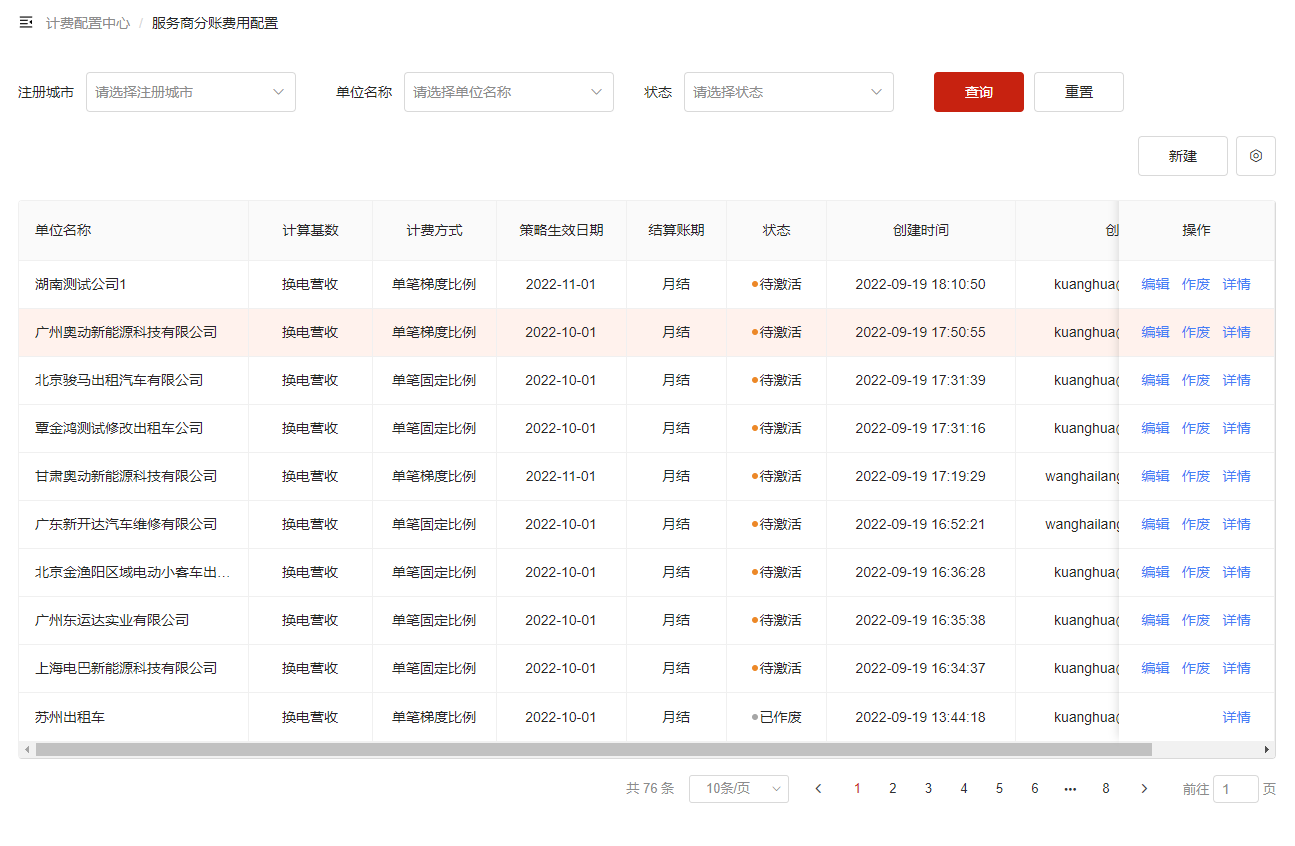 计费配置中心 / 服务商分账费用配置
注册城市 请选择注册城市 单位名称 请选择单位名称 状态 请选择状态 查询 重置
新建
单位名称 计算基数 计费方式 策略生效日期 结算账期 状态 创建时间 创 操作
湖南测试公司1 换电营收 单笔梯度比例 2022-11-01 月结 待激活 2022-09-19 18:10:50 kuanghua@ 编辑 作废 详情
广州奥动新能源科技有限公司 换电营收 单笔梯度比例 2022-10-01 月结 待激活 2022-09-19 17:50:55 kuanghua@ 编辑 作废 详情
北京骏马出租汽车有限公司 换电营收 单笔固定比例 2022-10-01 月结 待激活 2022-09-19 17:31:39 kuanghua@ 编辑 作废 详情
覃金鸿测试修改出租车公司 换电营收 单笔固定比例 2022-10-01 月结 待激活 2022-09-19 17:31:16 kuanghua@ 编辑 作废 详情
甘肃奥动新能源科技有限公司 换电营收 单笔梯度比例 2022-11-01 月结 待激活 2022-09-19 17:19:29 wanghailang 编辑 作废 详情
广东新开达汽车维修有限公司 换电营收 单笔固定比例 2022-10-01 月结 待激活 2022-09-19 16:52:21 wanghailang 编辑 作废 详情
北京金渔阳区域电动小客车出... 换电营收 单笔固定比例 2022-10-01 月结 待激活 2022-09-19 16:36:28 kuanghua@ 编辑 作废 详情
广州东运达实业有限公司 换电营收 单笔固定比例 2022-10-01 月结 待激活 2022-09-19 16:35:38 kuanghua@ 编辑 作废 详情
上海电巴新能源科技有限公司 换电营收 单笔固定比例 2022-10-01 月结 待激活 2022-09-19 16:34:37 kuanghua@ 编辑 作废 详情
苏州出租车 换电营收 单笔梯度比例 2022-10-01 月结 已作废 2022-09-19 13:44:18 kuanghua@ 详情
共 76 条 10条/页 1 2 3 4 5 6 ••• 8 前往 1 页